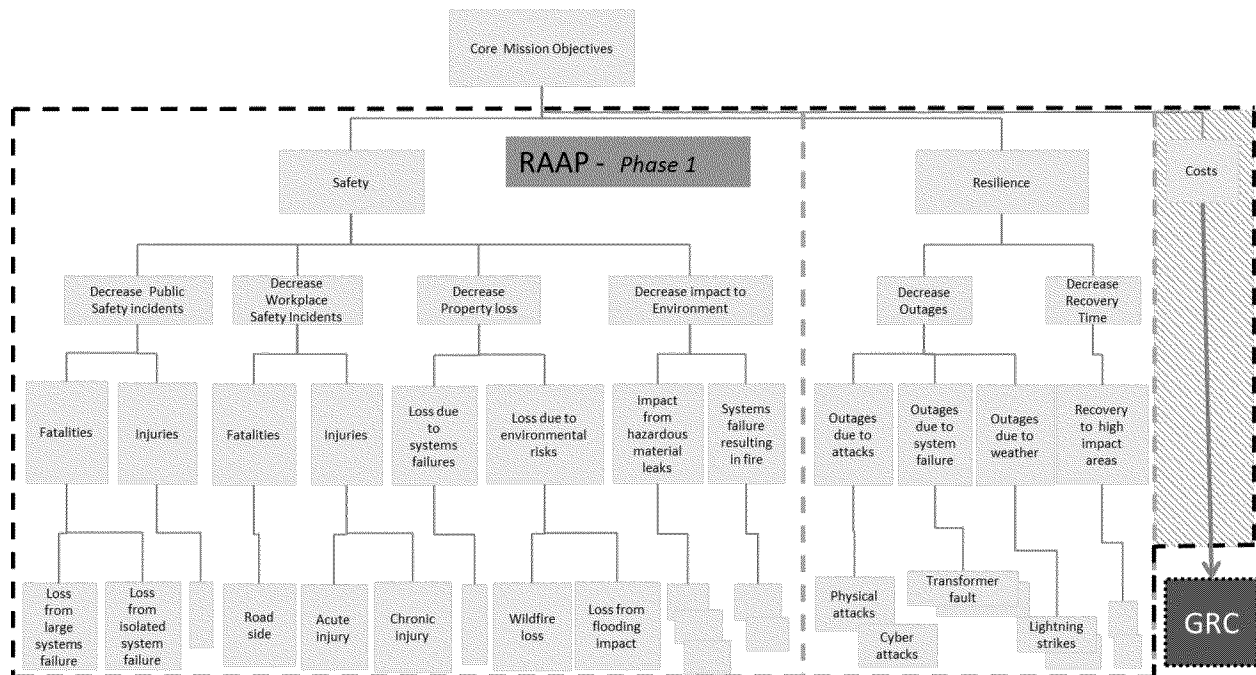 Core Mission Objectives
RAAP - Phase 1
Safety
Resilience
Costs
Decrease Public
Safety incidents
Decrease
Workplace
Safety Incidents
Decrease
Property loss
Decrease impact to
Environment
Decrease
Outages
Decrease
Recovery
Time
Fatalities
Injuries
Fatalities
Injuries
Loss due
to
systems
failures
Loss due to
environmental
risks
Impact
from
hazardous
material
leaks
Systems
failure
resulting
in fire
Outages
due to
attacks
Outages
due to
system
failure
Outages
due to
weather
Recovery
to high
impact
areas
Loss
from
large
systems
failure
Loss
from
isolated
system
failure
Road
side
Acute
injury
Chronic
injury
Wildfire
loss
Loss from
flooding
impact
Physical
attacks
Cyber
attacks
Transformer
fault
Lightning
strikes
GRC